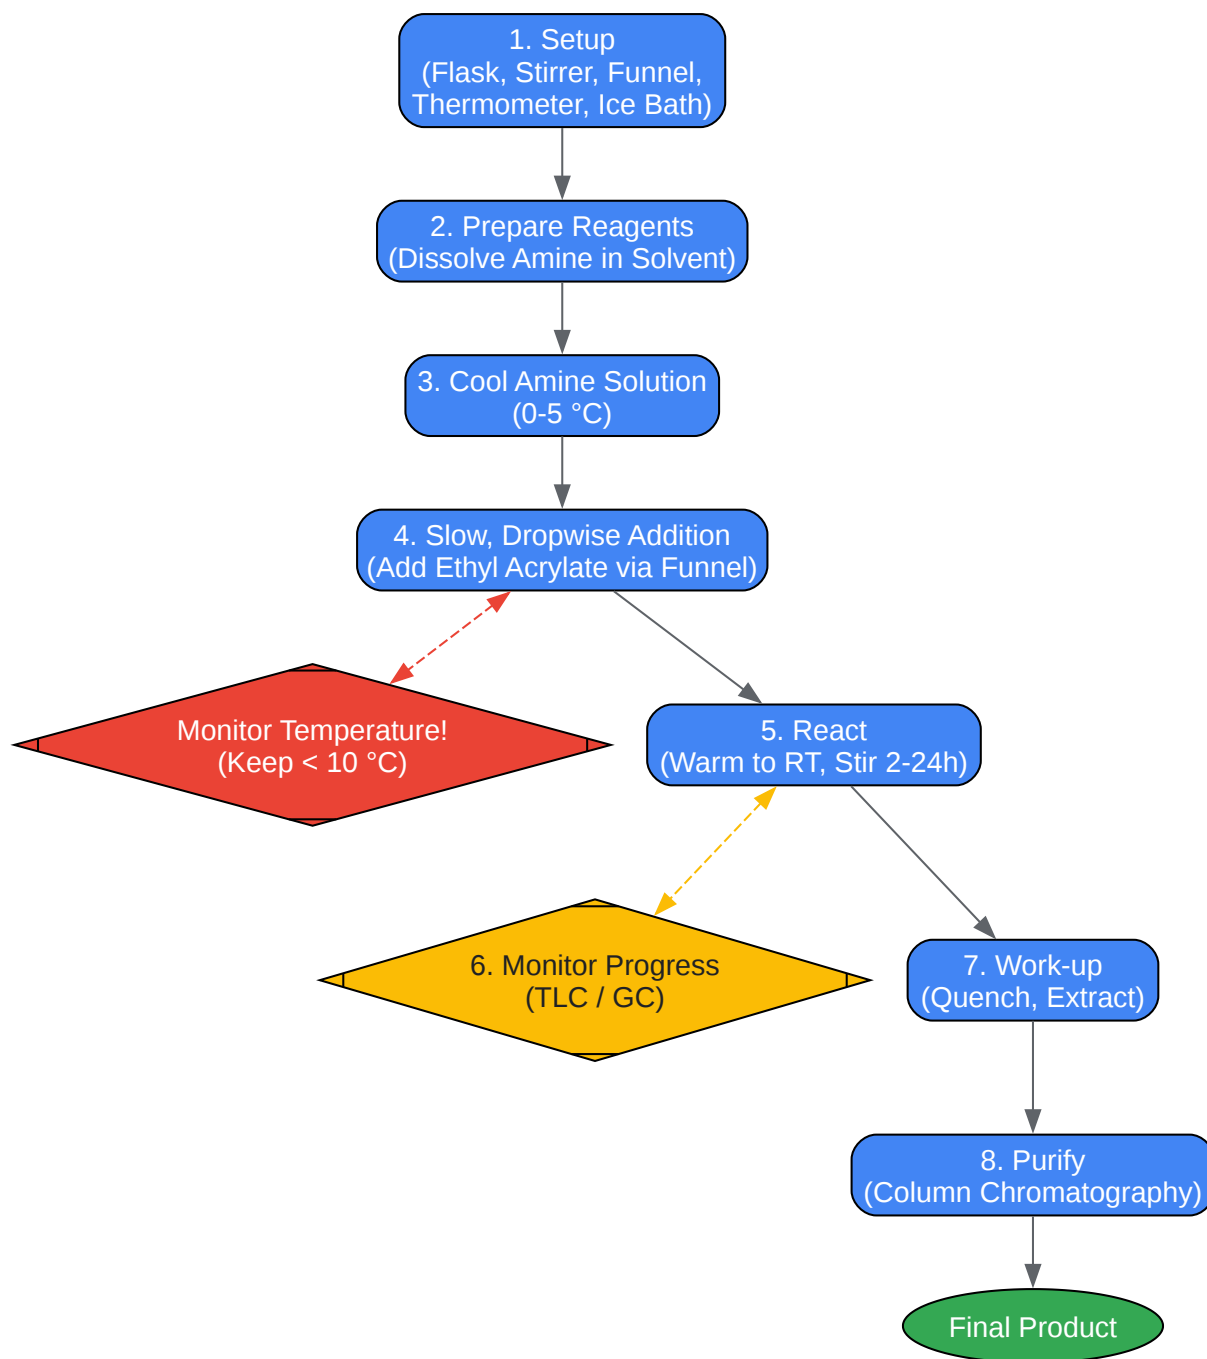 1. Setup
(Flask, Stirrer, Funnel,
Thermometer, Ice Bath)
2. Prepare Reagents
(Dissolve Amine in Solvent)
3. Cool Amine Solution
(0-5 °C)
4. Slow, Dropwise Addition
(Add Ethyl Acrylate via Funnel)
Monitor Temperature!
(Keep < 10 °C)
5. React
(Warm to RT, Stir 2-24h)
6. Monitor Progress
(TLC / GC)
7. Work-up
(Quench, Extract)
8. Purify
(Column Chromatography)
Final Product